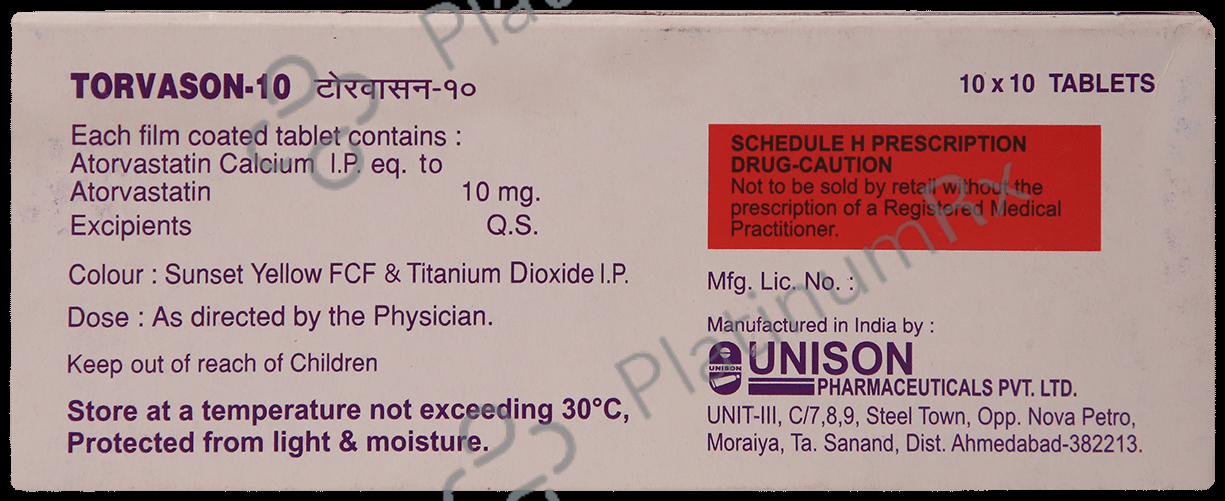 TORVASON-10 टोरवासन-१०
10 x 10 TABLETS
Each film coated tablet contains :
Atorvastatin Calcium I.P. eq. to
Atorvastatin 10 mg.
Excipients Q.S.
Colour : Sunset Yellow FCF & Titanium Dioxide I.P.
Dose : As directed by the Physician.
Keep out of reach of Children
Store at a temperature not exceeding 30°C,
Protected from light & moisture.
SCHEDULE H PRESCRIPTION
DRUG-CAUTION
Not to be sold by retail without the
prescription of a Registered Medical
Practitioner.
Mfg. Lic. No. :
Manufactured in India by :
UNISON
UNISON
PHARMACEUTICALS PVT. LTD.
UNIT-III, C/7,8,9, Steel Town, Opp. Nova Petro,
Moraiya, Ta. Sanand, Dist. Ahmedabad-382213.
Platin
PlatinumRx